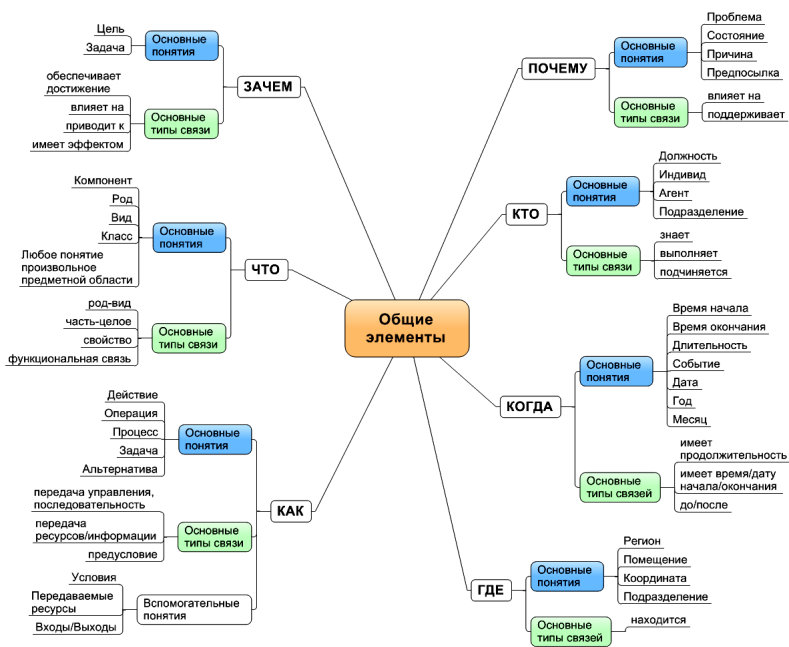 Общие
элементы
ЗАЧЕМ
Основные
понятия
Цель
Задача
Основные
типы связи
обеспечивает
достижение
влияет на
приводит к
имеет эффектом
ЧТО
Основные
понятия
Компонент
Род
Вид
Класс
Любое понятие
произвольное
предметной области
Основные
типы связи
род-вид
часть-целое
свойство
функциональная связь
КАК
Основные
понятия
Действие
Операция
Процесс
Задача
Альтернатива
Основные
типы связи
передача управления,
последовательность
передача
ресурсов/информации
предусловие
Вспомогательные
понятия
Условия
Передаваемые
ресурсы
Входы/Выходы
ПОЧЕМУ
Основные
понятия
Проблема
Состояние
Причина
Предпосылка
Основные
типы связи
влияет на
поддерживает
КТО
Основные
понятия
Должность
Индивид
Агент
Подразделение
Основные
типы связи
знает
выполняет
подчиняется
КОГДА
Основные
понятия
Время начала
Время окончания
Длительность
Событие
Дата
Год
Месяц
Основные
типы связей
имеет
продолжительность
имеет время/дату
начала/окончания
до/после
ГДЕ
Основные
понятия
Регион
Помещение
Координата
Подразделение
Основные
типы связей
находится